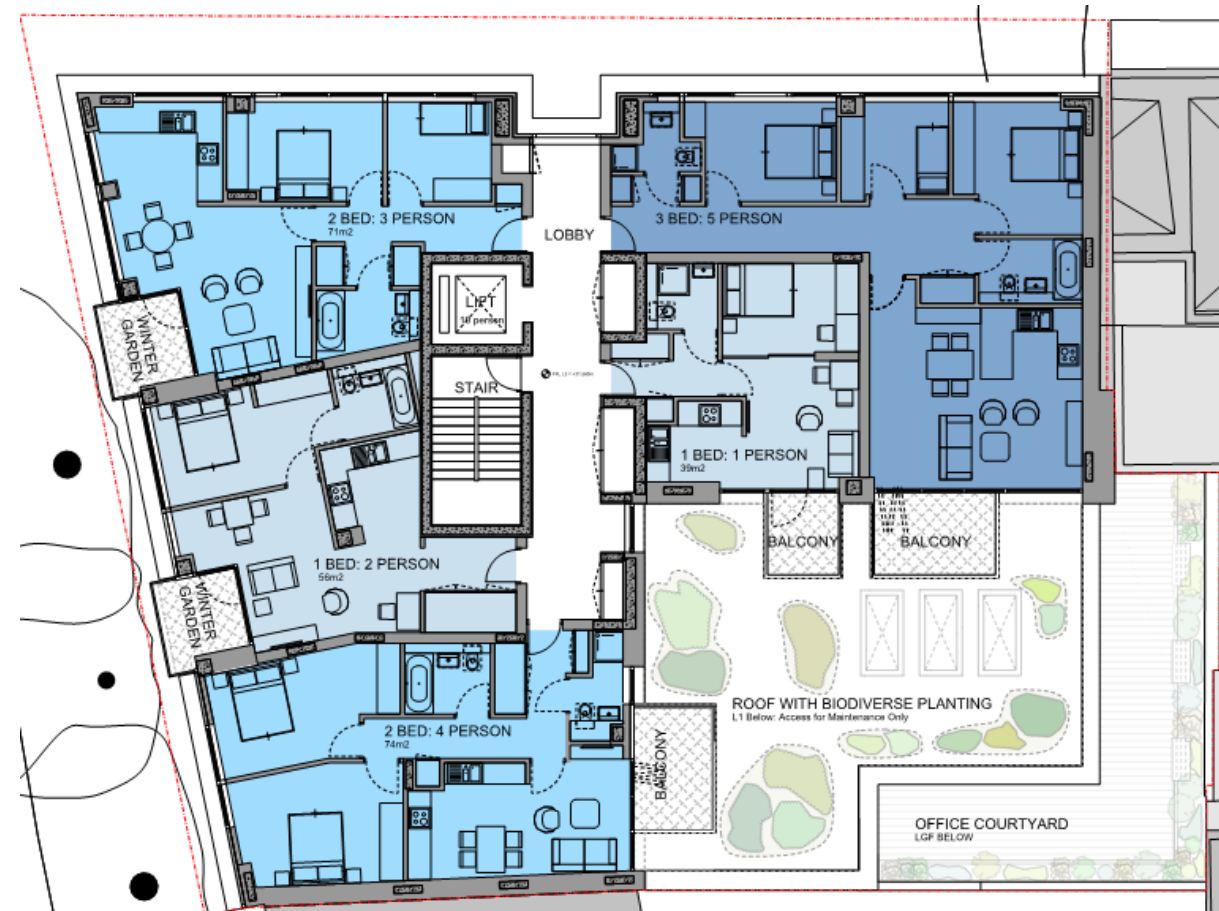 2 BED: 3 PERSON
71m2
LOBBY
3 BED: 5 PERSON
LIFT
10 person
WINTER
GARDEN
STAIR
1 BED: 1 PERSON
39m2
BALCONY
BALCONY
1 BED: 2 PERSON
56m2
WINTER
GARDEN
ROOF WITH BIODIVERSE PLANTING
L1 Below: Access for Maintenance Only
2 BED: 4 PERSON
74m2
BALCONY
OFFICE COURTYARD
LGF BELOW